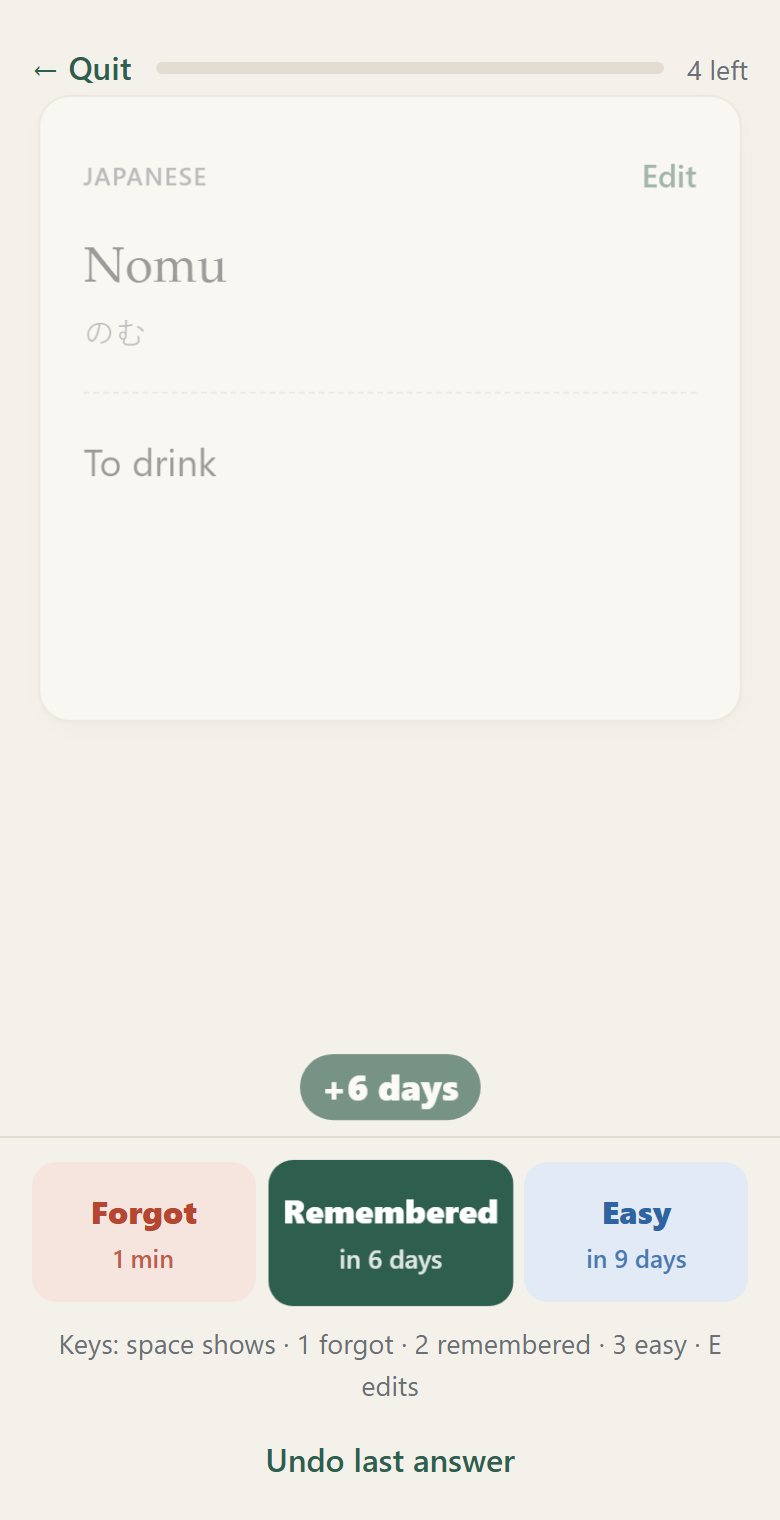 ← Quit
4 left
JAPANESE
Edit
Nomu
のむ
To drink
+6 days
Forgot
1 min
Remembered
in 6 days
Easy
in 9 days
Keys: space shows · 1 forgot · 2 remembered · 3 easy · E
edits
Undo last answer